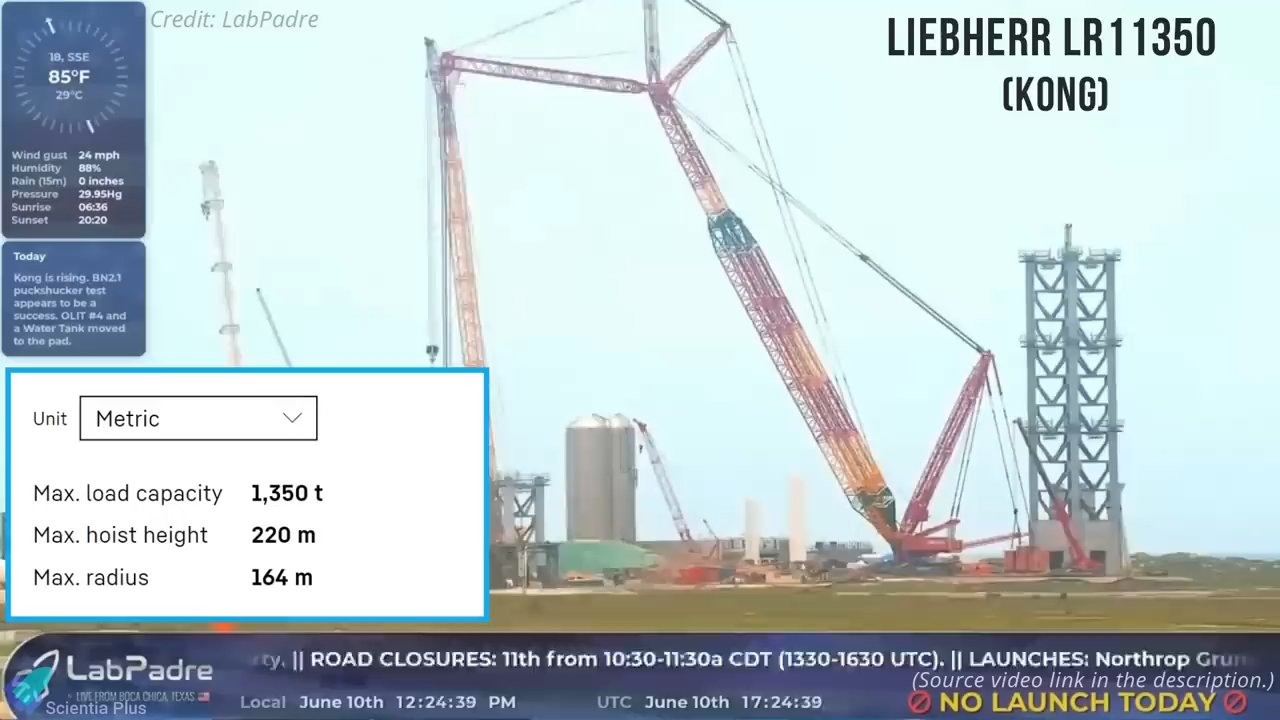 Credit: LabPadre
LIEBHERR LR11350
(KONG)
18, SSE
85°F
29°C
Wind gust 24 mph
Humidity 88%
Rain (15m) 0 inches
Pressure 29.95Hg
Sunrise 06:36
Sunset 20:20
Today
Kong is rising. BN2.1
puckshucker test
appears to be a
success. OLIT #4 and
a Water Tank moved
to the pad.
Unit Metric
Max. load capacity 1,350 t
Max. hoist height 220 m
Max. radius 164 m
LabPadre
LIVE FROM BOCA CHICA, TEXAS
Scientia Plus
rty. || ROAD CLOSURES: 11th from 10:30-11:30a CDT (1330-1630 UTC). || LAUNCHES: Northrop Grun
(Source video link in the description.)
Local June 10th 12:24:39 PM UTC June 10th 17:24:39
NO LAUNCH TODAY